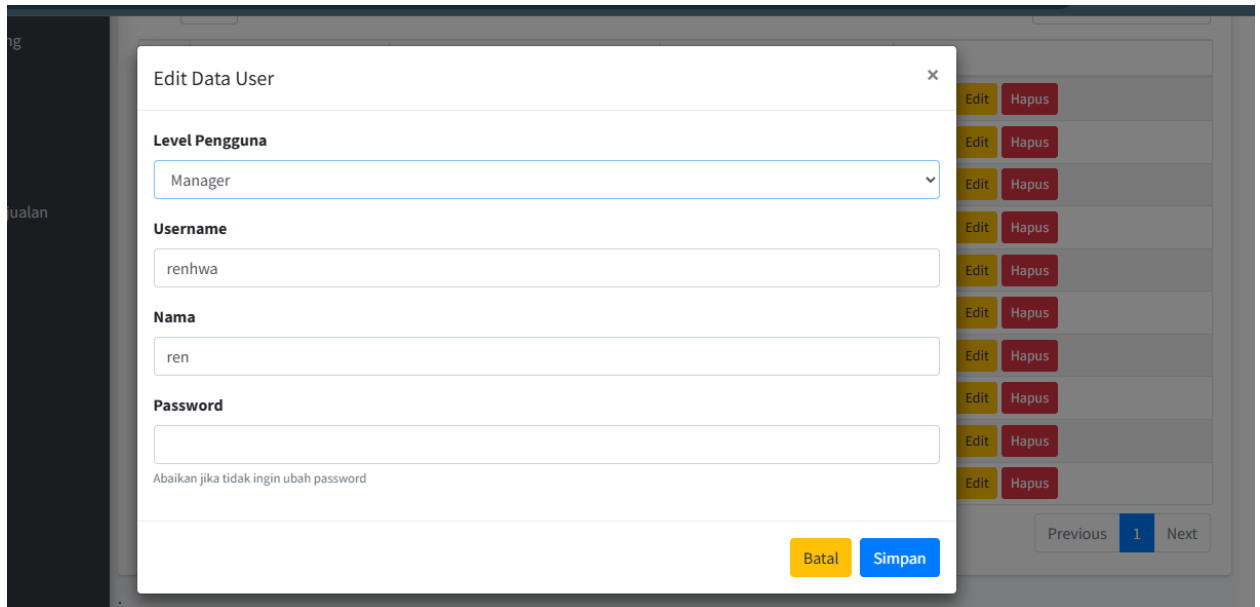 ng
jualan
Edit Data User
×
Level Pengguna
Manager
Username
renhwa
Nama
ren
Password
Abaikan jika tidak ingin ubah password
Batal Simpan
Edit Hapus
Edit Hapus
Edit Hapus
Edit Hapus
Edit Hapus
Edit Hapus
Edit Hapus
Edit Hapus
Edit Hapus
Edit Hapus
Previous 1 Next